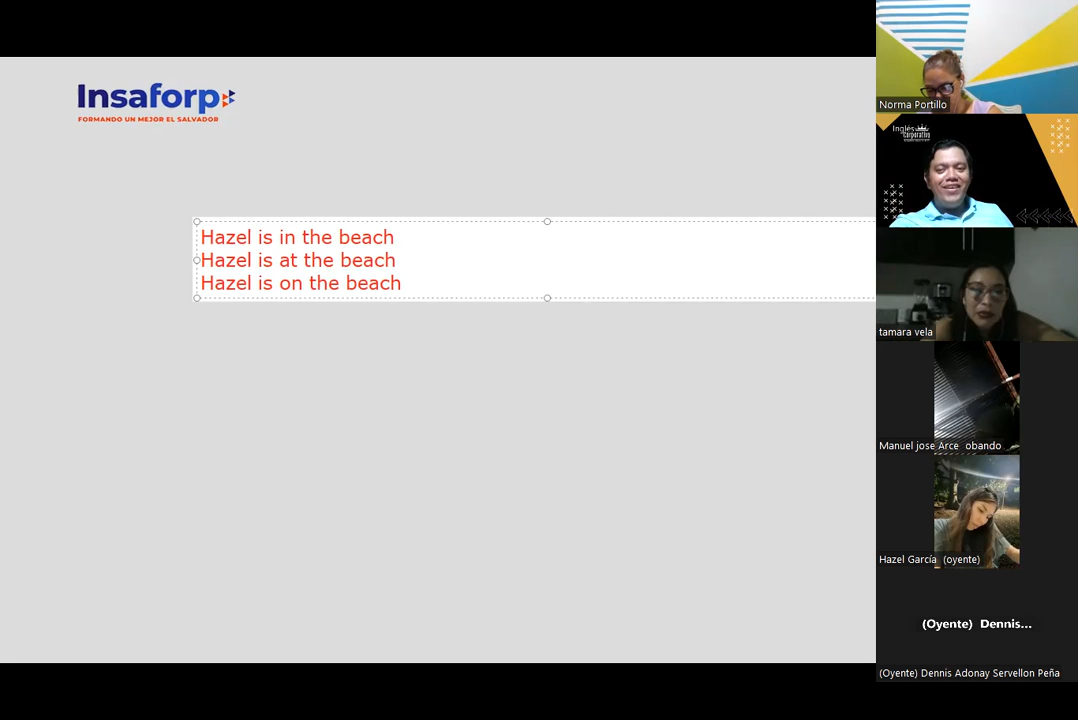 Insaforp
FORMANDO UN MEJOR EL SALVADOR
Hazel is in the beach
Hazel is at the beach
Hazel is on the beach
Norma Portillo
Inglés
corporativo
tamara vela
Manuel jose Arce obando
Hazel García (oyente)
(Oyente) Dennis...
(Oyente) Dennis Adonay Servellon Peña